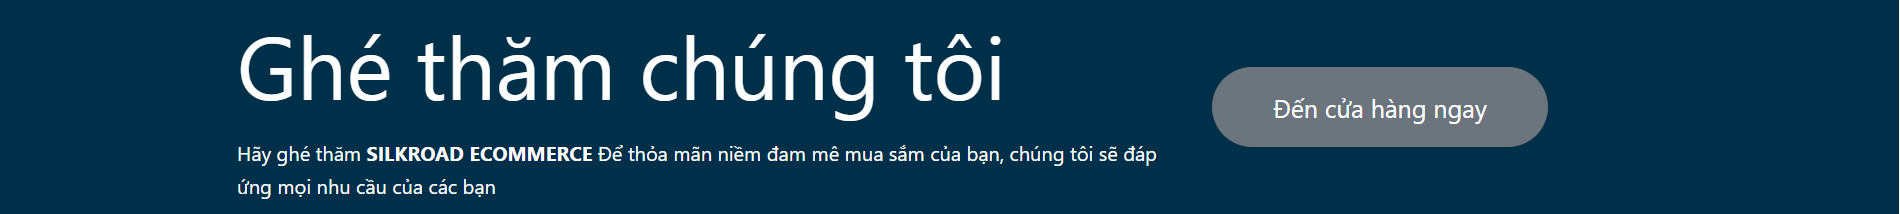 Ghé thăm chúng tôi
Hãy ghé thăm SILKROAD ECOMMERCE Để thỏa mãn niềm đam mê mua sắm của bạn, chúng tôi sẽ đáp
ứng mọi nhu cầu của các bạn
Đến cửa hàng ngay